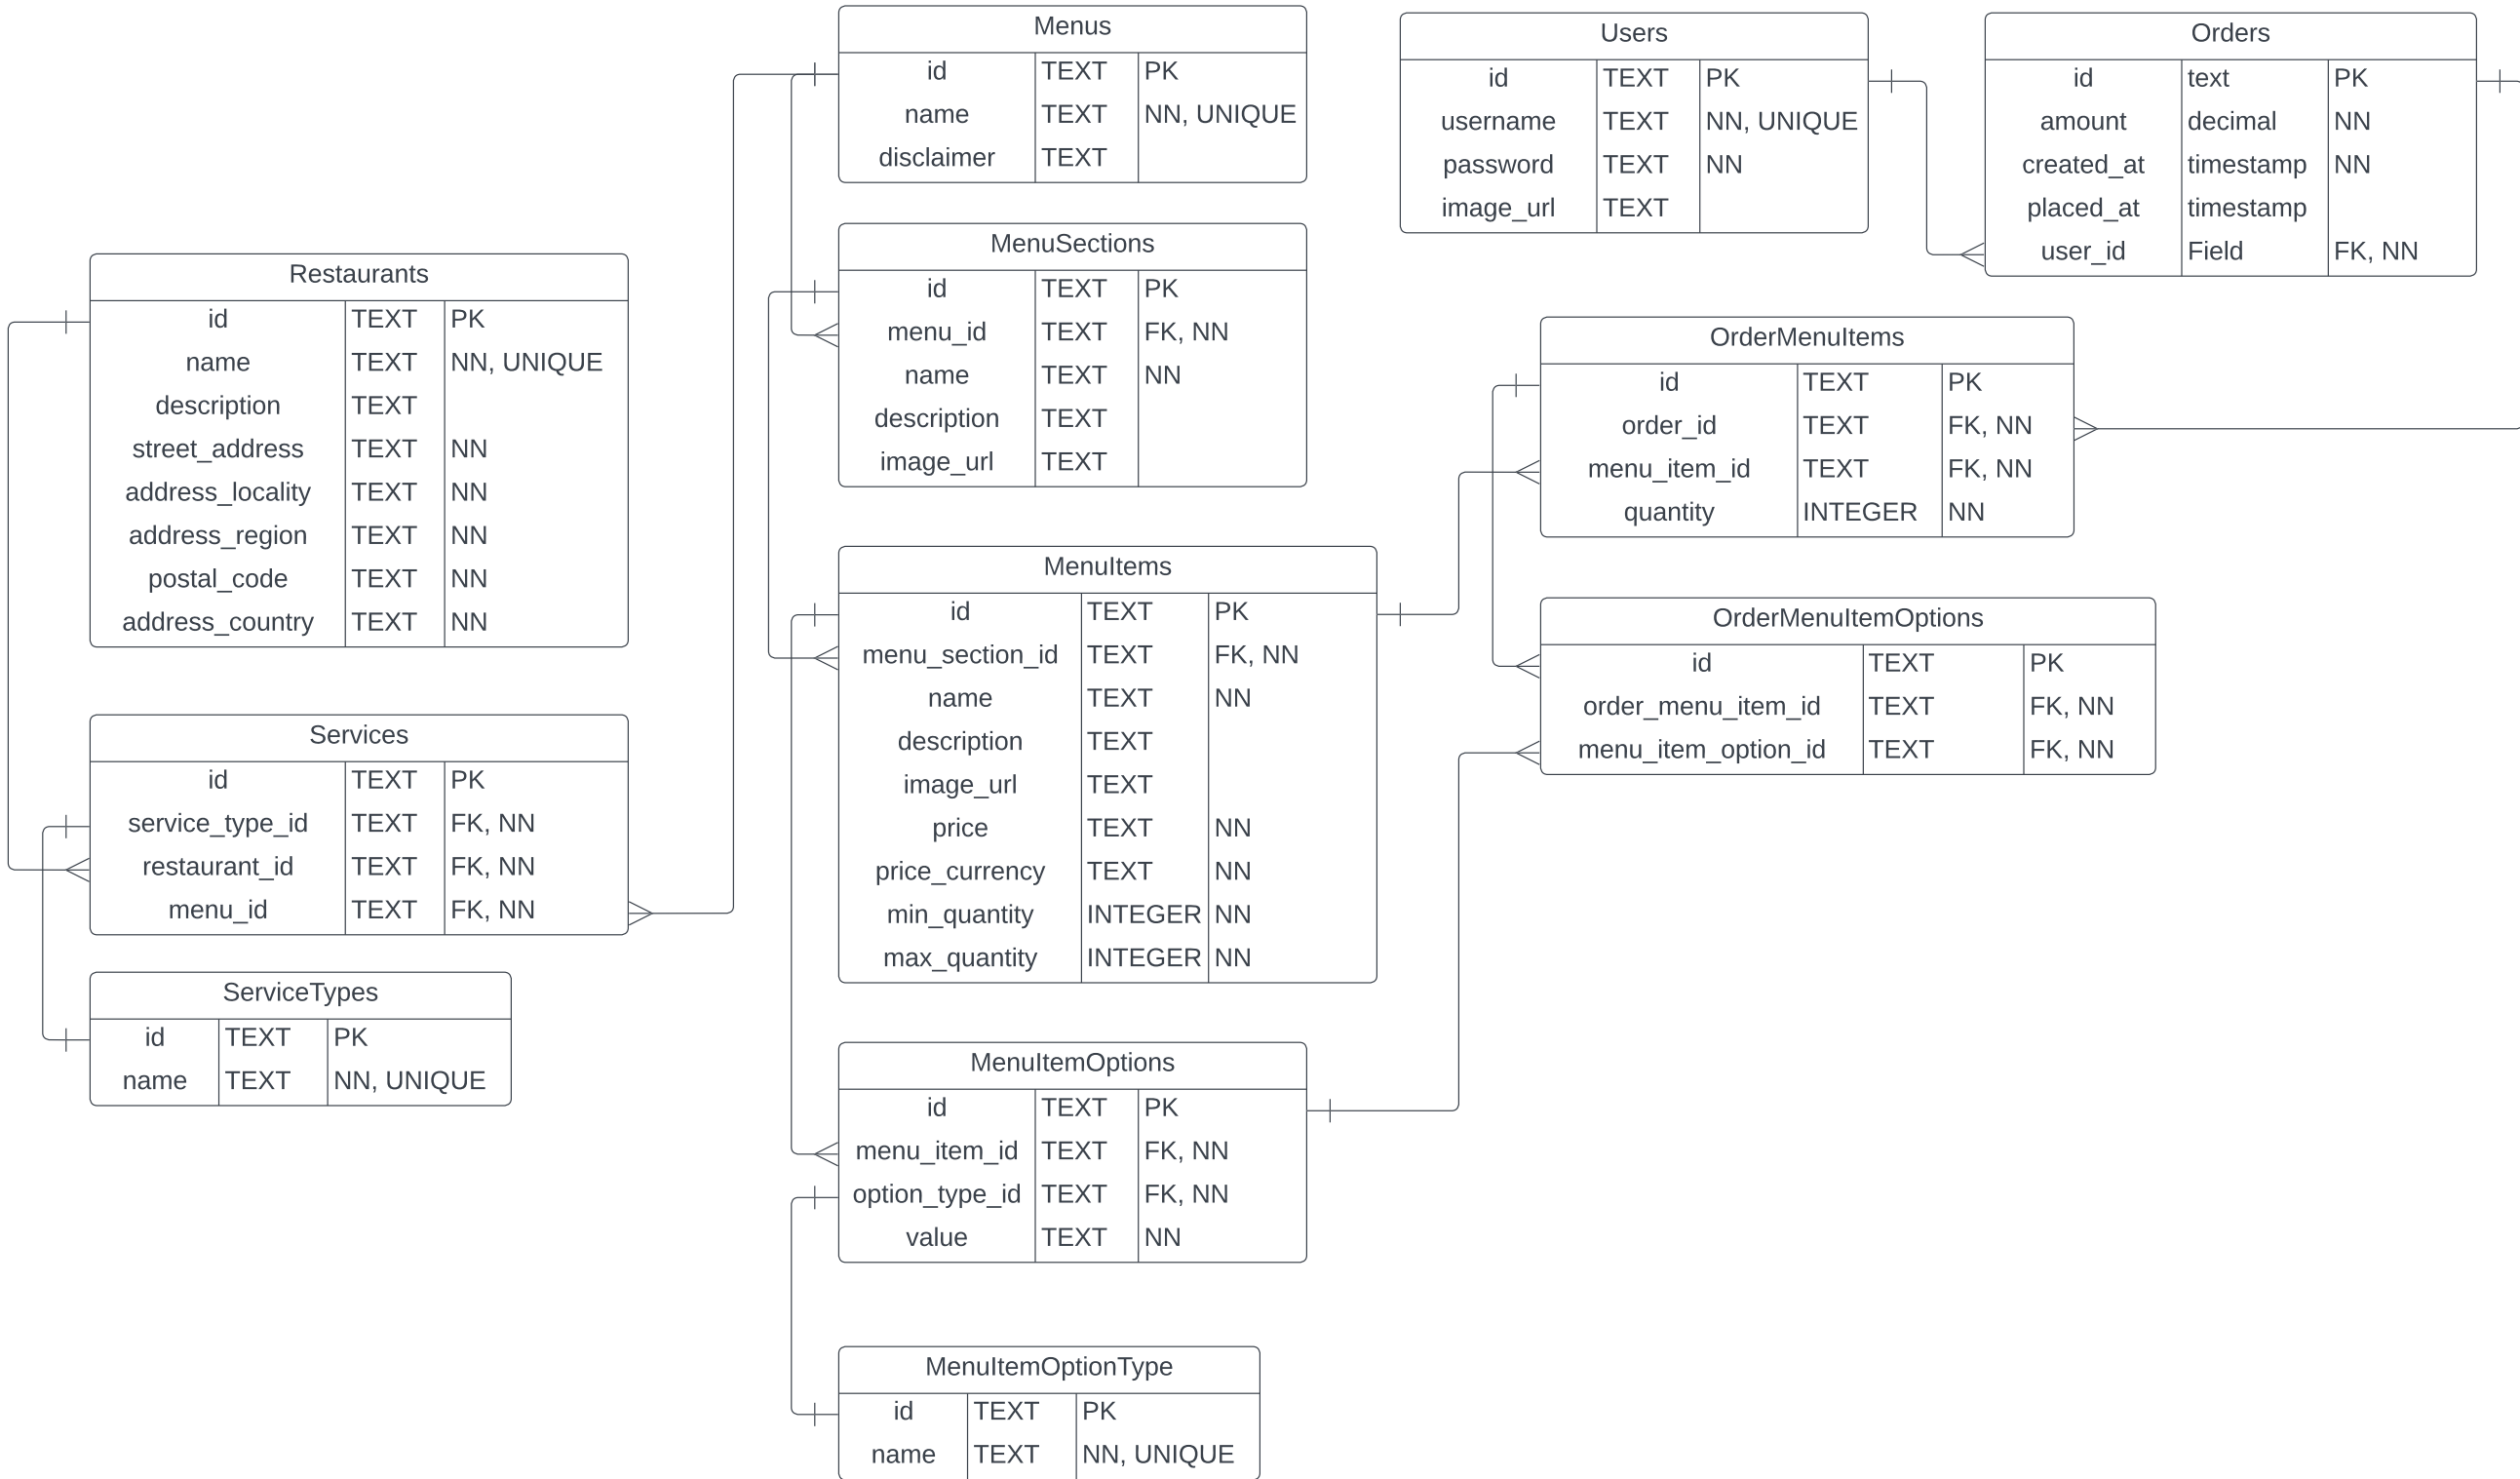 Menus
id TEXT PK
name TEXT NN, UNIQUE
disclaimer TEXT
Users
id TEXT PK
username TEXT NN, UNIQUE
password TEXT NN
image_url TEXT
Orders
id text PK
amount decimal NN
created_at timestamp NN
placed_at timestamp
user_id Field FK, NN
Restaurants
id TEXT PK
name TEXT NN, UNIQUE
description TEXT
street_address TEXT NN
address_locality TEXT NN
address_region TEXT NN
postal_code TEXT NN
address_country TEXT NN
MenuSections
id TEXT PK
menu_id TEXT FK, NN
name TEXT NN
description TEXT
image_url TEXT
OrderMenuItems
id TEXT PK
order_id TEXT FK, NN
menu_item_id TEXT FK, NN
quantity INTEGER NN
MenuItems
id TEXT PK
menu_section_id TEXT FK, NN
name TEXT NN
description TEXT
image_url TEXT
price TEXT NN
price_currency TEXT NN
min_quantity INTEGER NN
max_quantity INTEGER NN
OrderMenuItemOptions
id TEXT PK
order_menu_item_id TEXT FK, NN
menu_item_option_id TEXT FK, NN
Services
id TEXT PK
service_type_id TEXT FK, NN
restaurant_id TEXT FK, NN
menu_id TEXT FK, NN
ServiceTypes
id TEXT PK
name TEXT NN, UNIQUE
MenuItemOptions
id TEXT PK
menu_item_id TEXT FK, NN
option_type_id TEXT FK, NN
value TEXT NN
MenuItemOptionType
id TEXT PK
name TEXT NN, UNIQUE